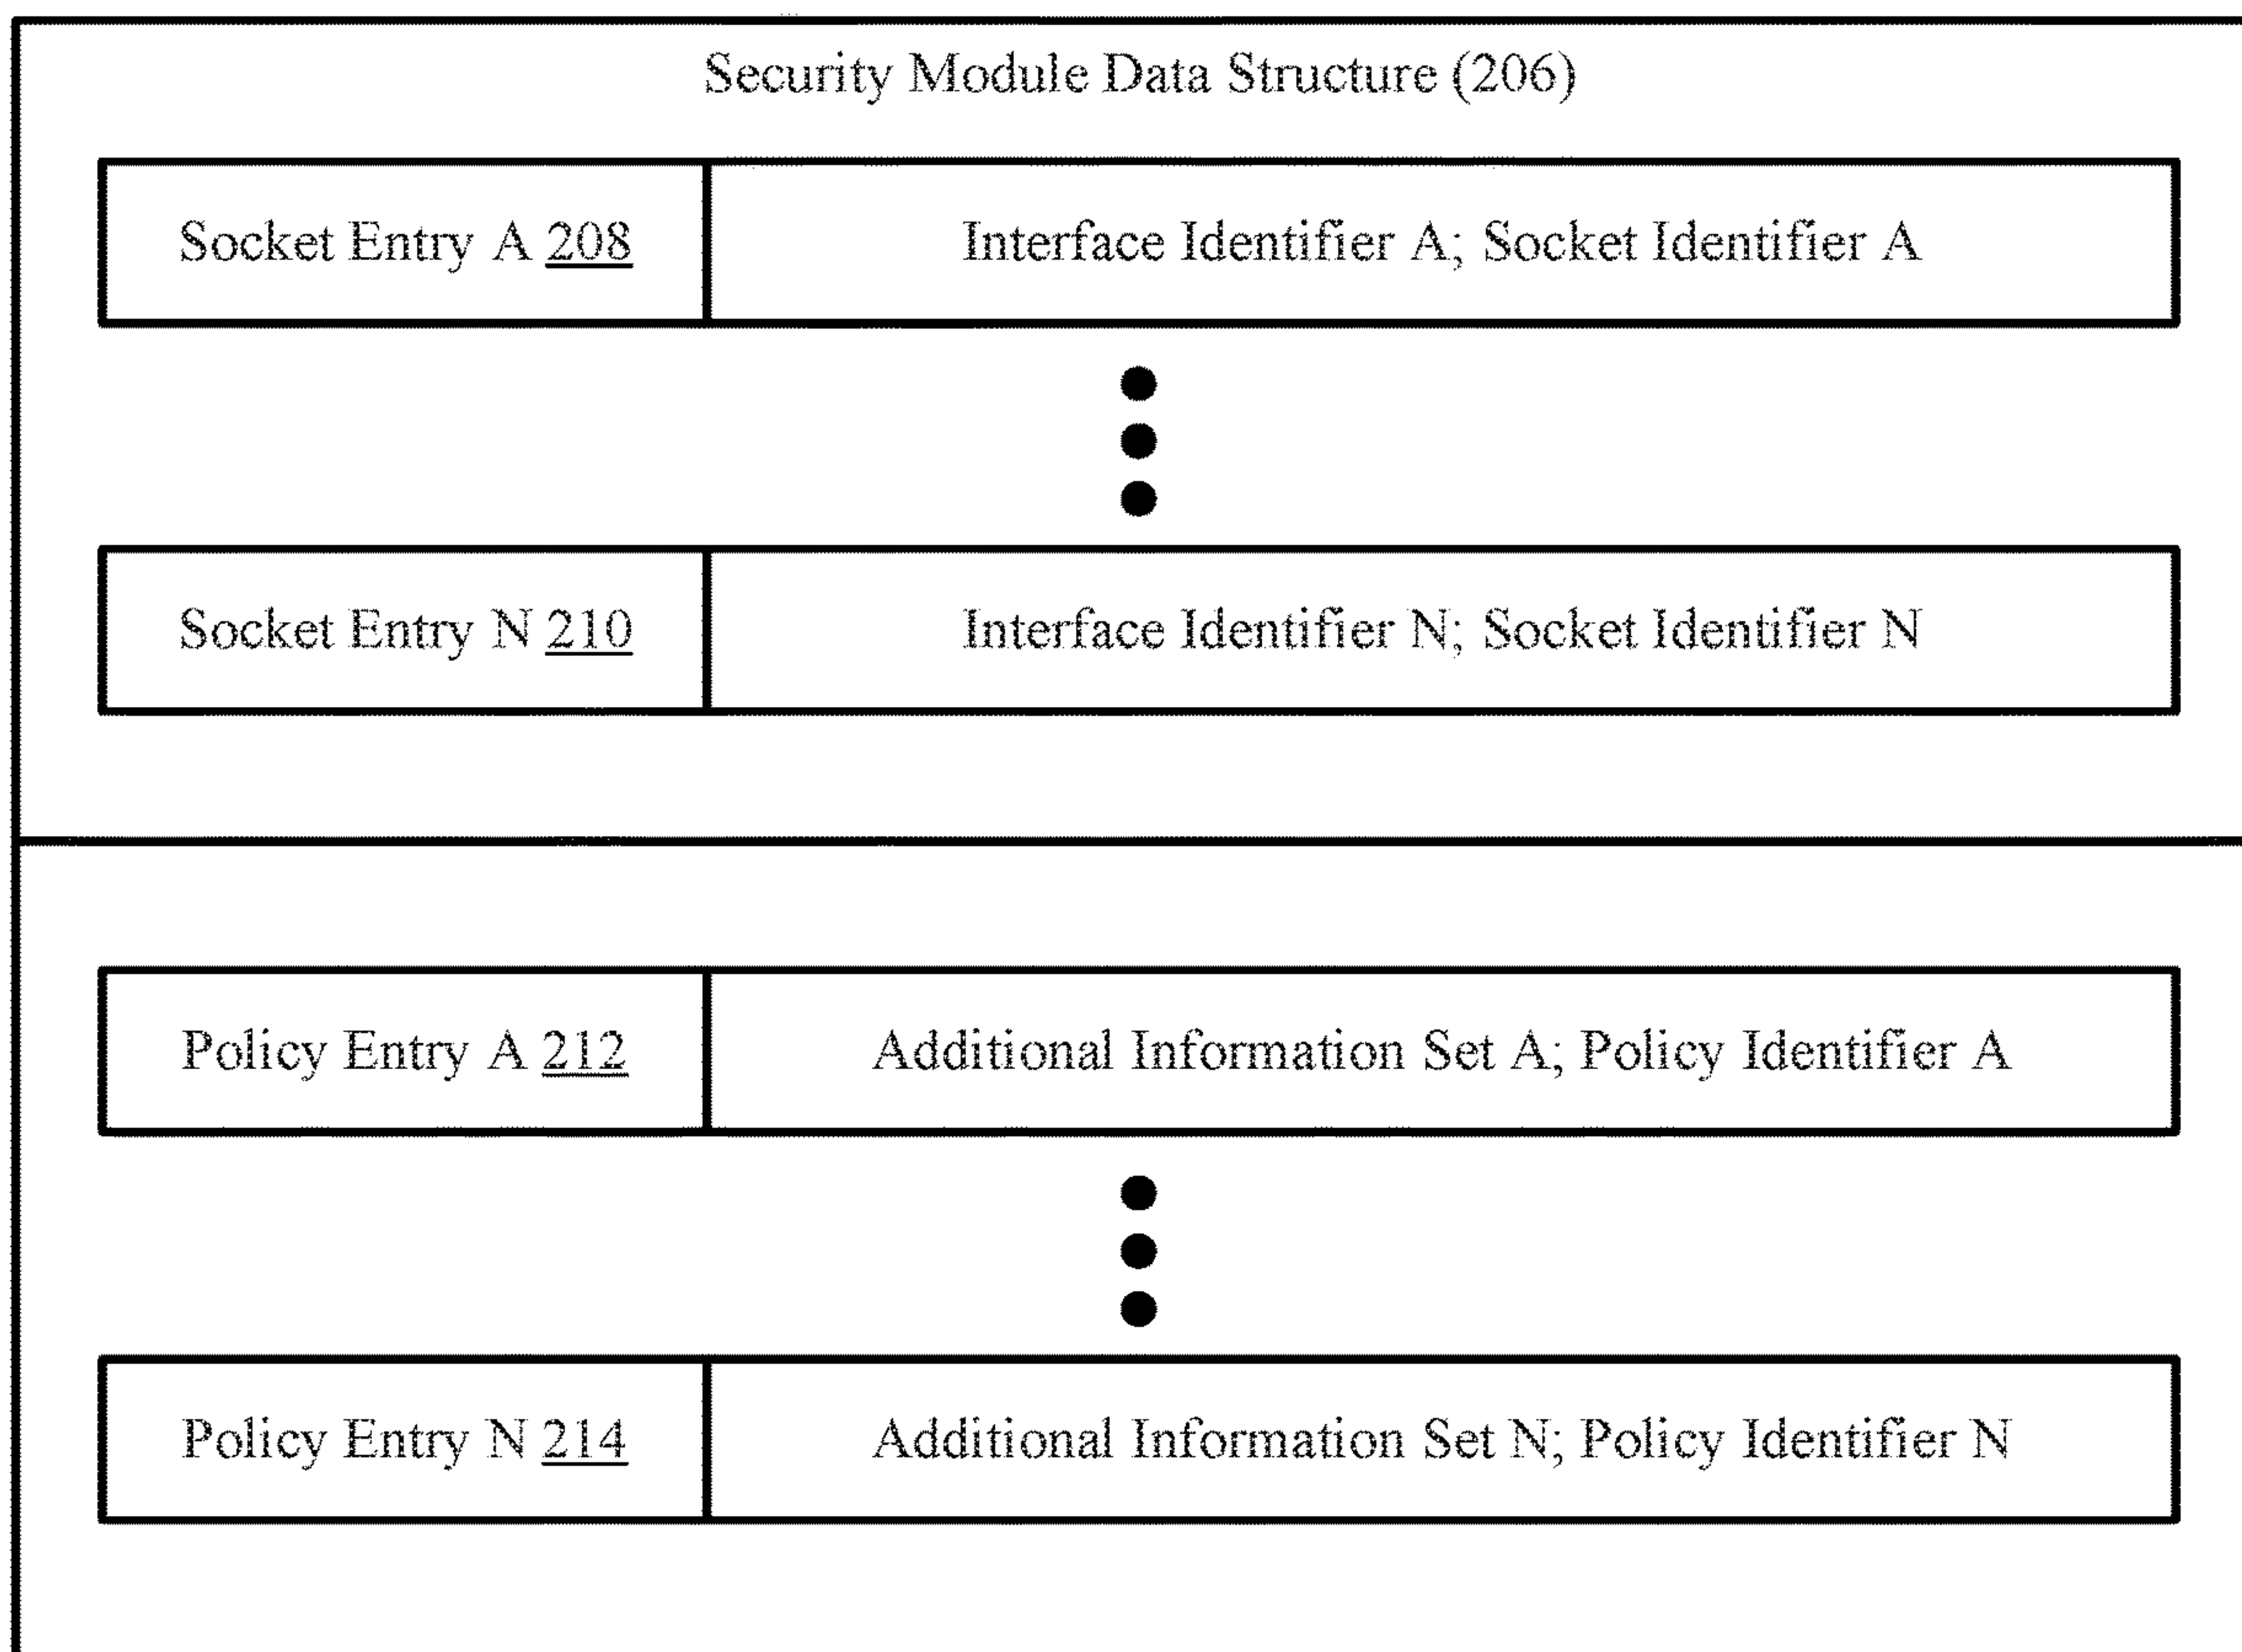 Security Module Data Structure (206)
Socket Entry A 208 Interface Identifier A; Socket Identifier A
Socket Entry N 210 Interface Identifier N; Socket Identifier N
Policy Entry A 212 Additional Information Set A; Policy Identifier A
Policy Entry N 214 Additional Information Set N; Policy Identifier N